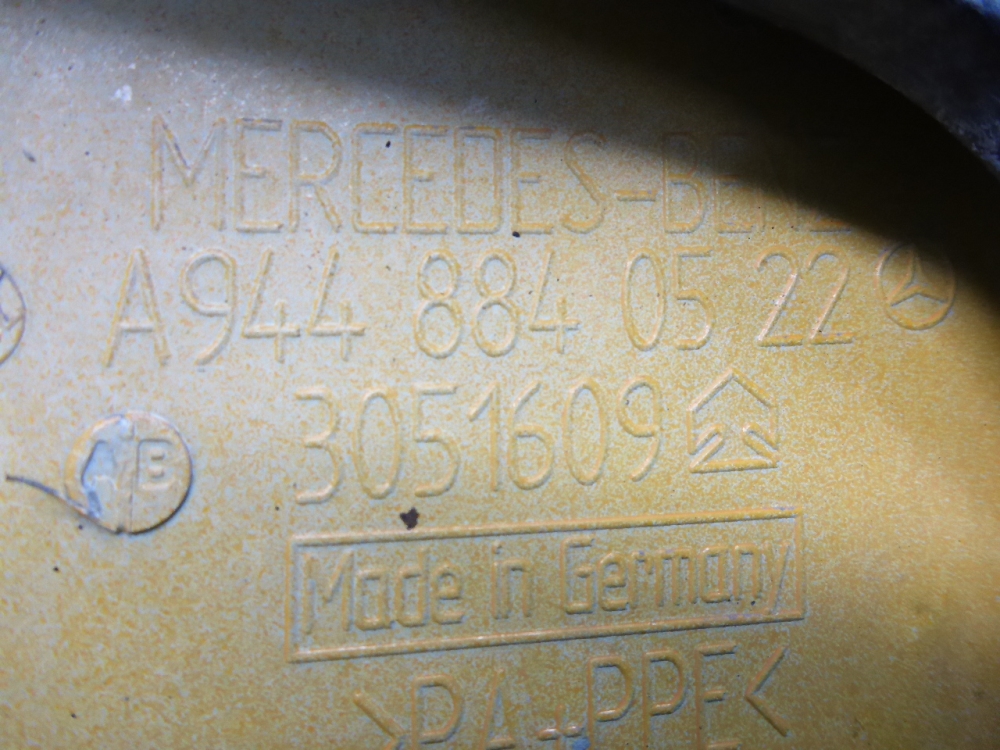 MERCEDES-BENZ
A944 884 05 22
3051609
B
Made in Germany
>PA+PPE<